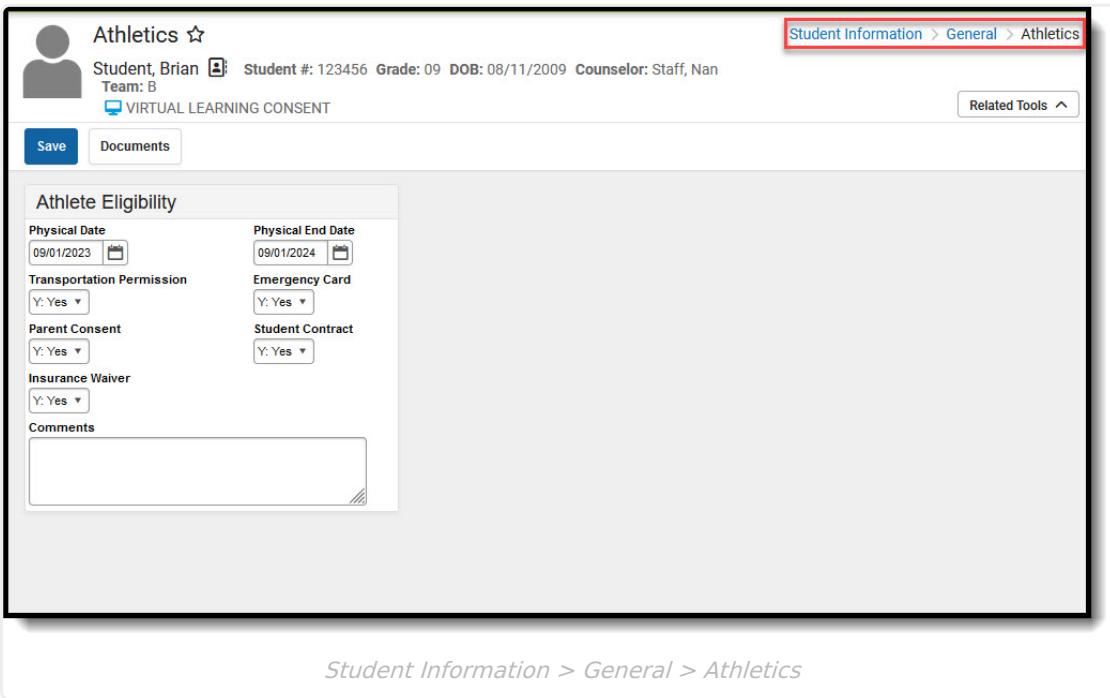 Athletics
Student Information > General > Athletics
Student, Brian Student #: 123456 Grade: 09 DOB: 08/11/2009 Counselor: Staff, Nan
Team: B
VIRTUAL LEARNING CONSENT
Related Tools
Save Documents
Athlete Eligibility
Physical Date Physical End Date
09/01/2023 09/01/2024
Transportation Permission Emergency Card
Y: Yes Y: Yes
Parent Consent Student Contract
Y: Yes Y: Yes
Insurance Waiver
Y: Yes
Comments
Student Information > General > Athletics